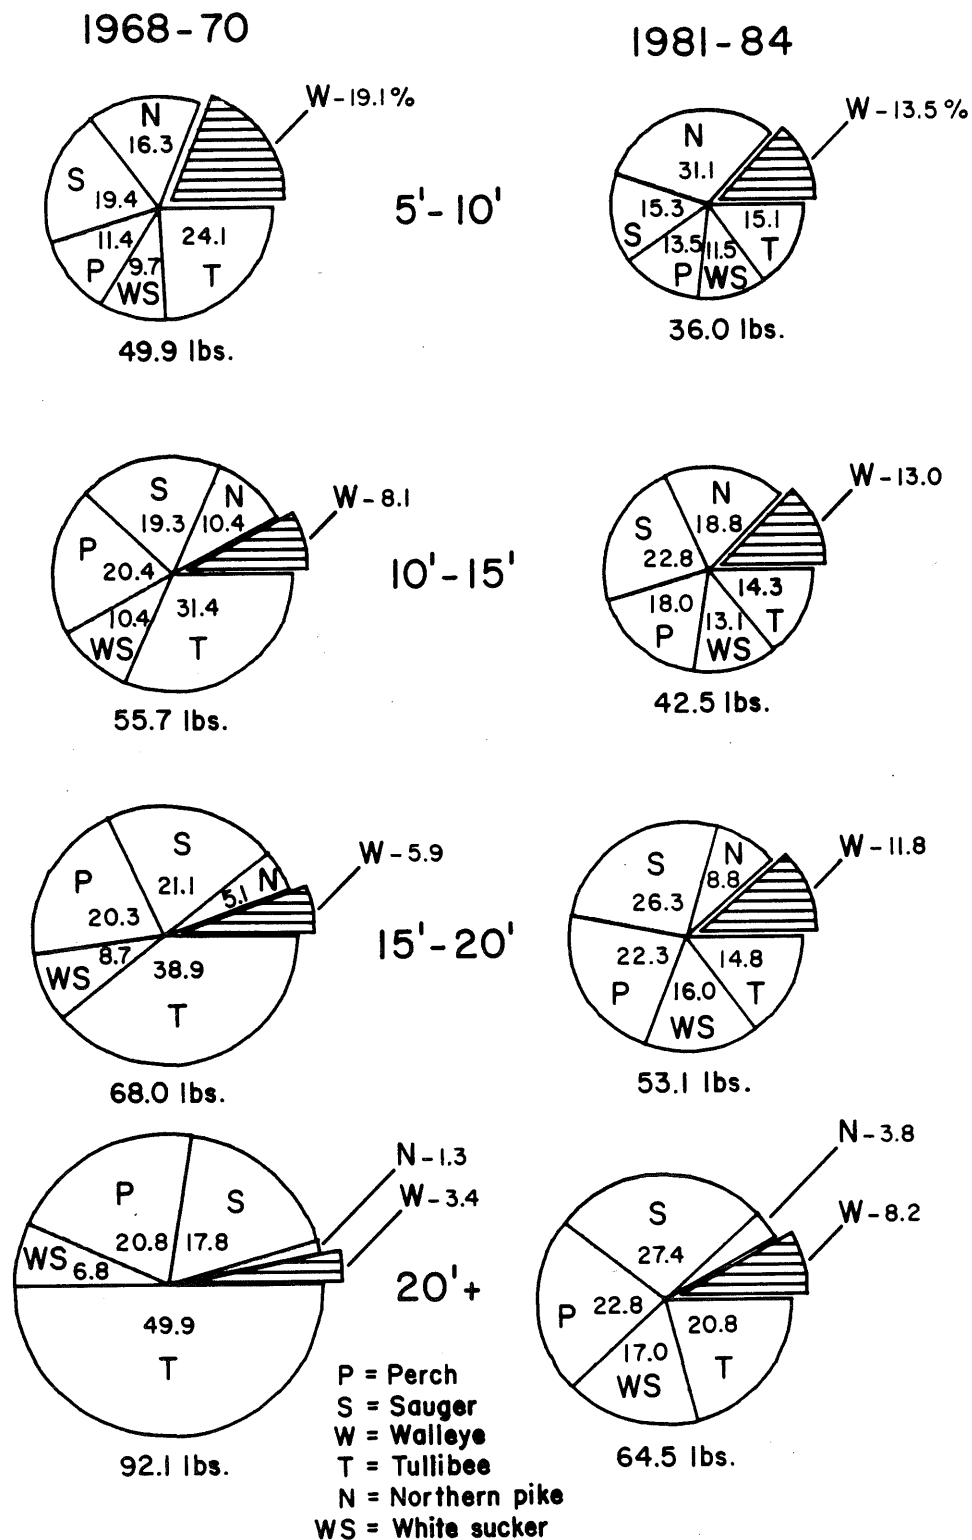 1968-70
1981-84
W-19.1%
N
16.3
S
19.4
11.4
P
9.7
WS
24.1
T
49.9 lbs.
5'-10'
W-13.5%
N
31.1
15.3
S
13.5
P
11.5
WS
15.1
T
36.0 lbs.
W-8.1
S
19.3
N
10.4
P
20.4
10.4
WS
31.4
T
55.7 lbs.
10'-15'
W-13.0
N
18.8
S
22.8
18.0
P
13.1
WS
14.3
T
42.5 lbs.
W-5.9
S
21.1
5.1 N
P
20.3
8.7
WS
38.9
T
68.0 lbs.
15'-20'
W-11.8
S
26.3
N
8.8
22.3
P
16.0
WS
14.8
T
53.1 lbs.
N-1.3
W-3.4
P
20.8
S
17.8
WS 6.8
49.9
T
92.1 lbs.
20'+
N-3.8
W-8.2
S
27.4
P 22.8
17.0
WS
20.8
T
64.5 lbs.
P = Perch
S = Sauger
W = Walleye
T = Tullibee
N = Northern pike
WS = White sucker